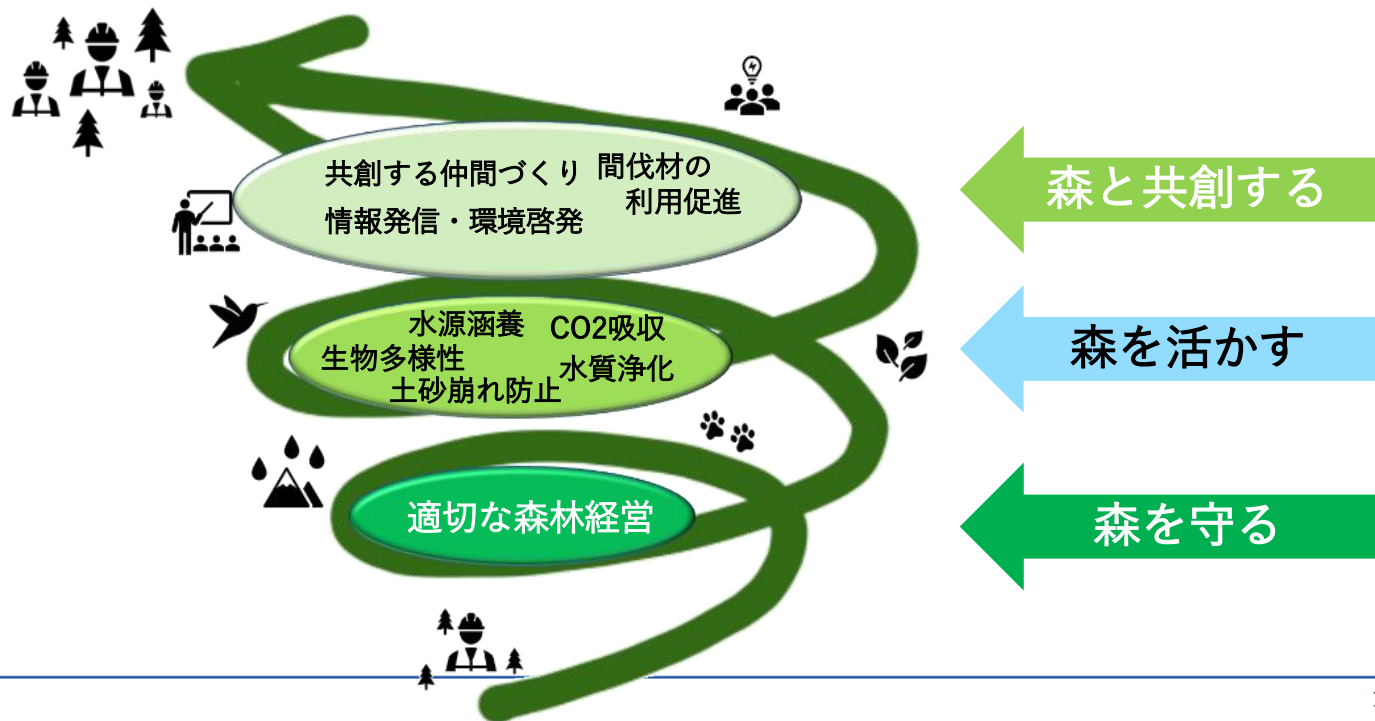 共創する仲間づくり
間伐材の
利用促進
情報発信・環境啓発
森と共創する
水源涵養
CO2吸収
生物多様性
水質浄化
土砂崩れ防止
森を活かす
適切な森林経営
森を守る